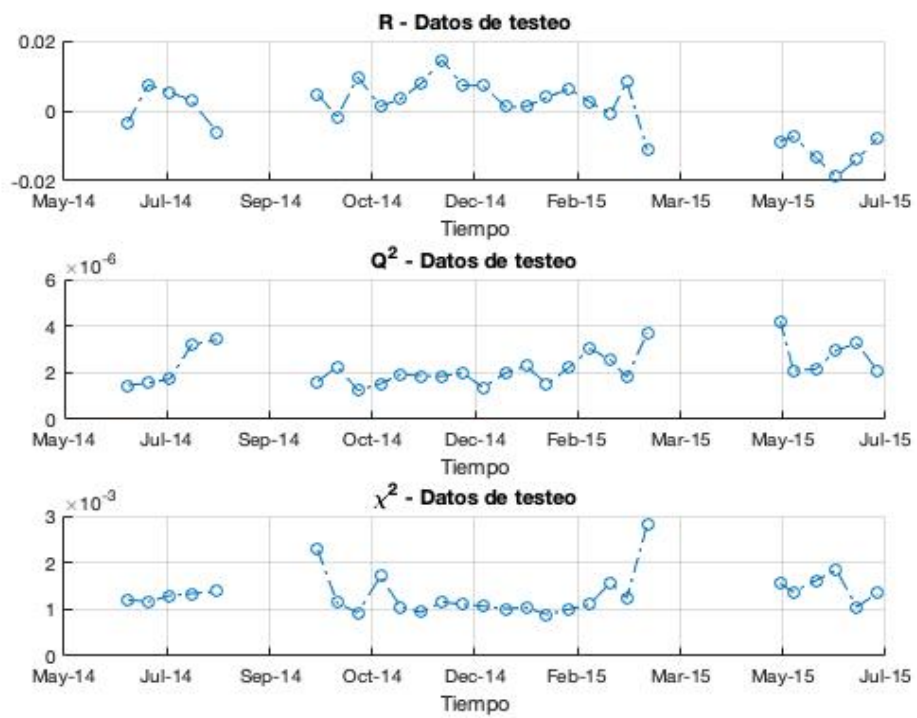 R - Datos de testeo
0.02
0
-0.02
May-14 Jul-14 Sep-14 Oct-14 Dec-14 Feb-15 Mar-15 May-15 Jul-15
Tiempo
×10⁻⁶
Q² - Datos de testeo
6
4
2
0
May-14 Jul-14 Sep-14 Oct-14 Dec-14 Feb-15 Mar-15 May-15 Jul-15
Tiempo
×10⁻³
χ² - Datos de testeo
3
2
1
0
May-14 Jul-14 Sep-14 Oct-14 Dec-14 Feb-15 Mar-15 May-15 Jul-15
Tiempo